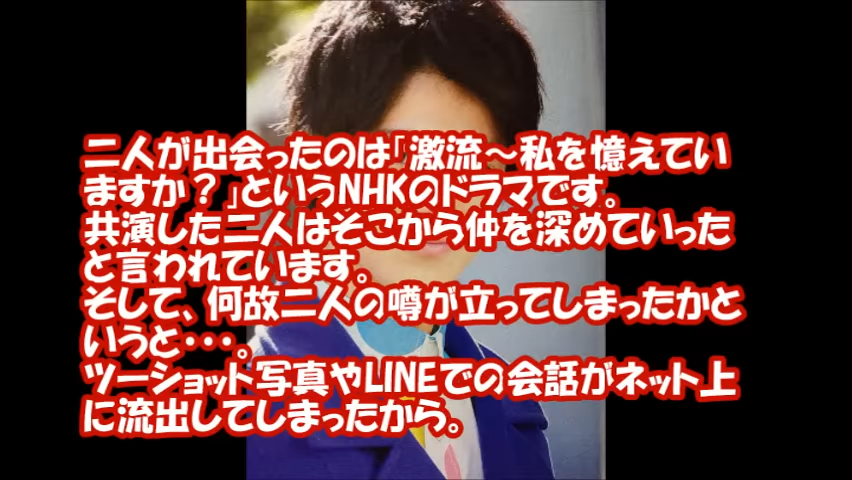 二人が出会ったのは「激流～私を憶えてい
ますか？」というNHKのドラマです。
共演した二人はそこから仲を深めていった
と言われています。
そして、何故二人の噂が立ってしまったかと
いうと・・・。
ツーショット写真やLINEでの会話がネット上
に流出してしまったから。